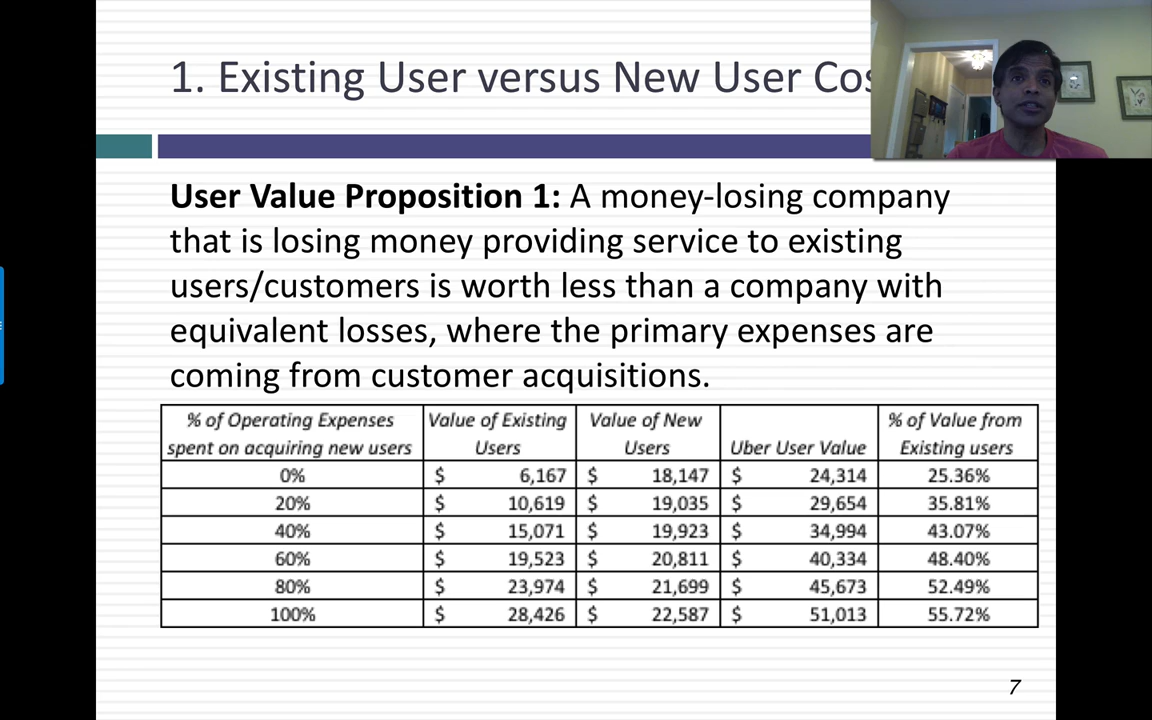 1. Existing User versus New User Cos
User Value Proposition 1: A money-losing company
that is losing money providing service to existing
users/customers is worth less than a company with
equivalent losses, where the primary expenses are
coming from customer acquisitions.
% of Operating Expenses spent on acquiring new users Value of Existing Users Value of New Users Uber User Value % of Value from Existing users
0% $ 6,167 $ 18,147 $ 24,314 25.36%
20% $ 10,619 $ 19,035 $ 29,654 35.81%
40% $ 15,071 $ 19,923 $ 34,994 43.07%
60% $ 19,523 $ 20,811 $ 40,334 48.40%
80% $ 23,974 $ 21,699 $ 45,673 52.49%
100% $ 28,426 $ 22,587 $ 51,013 55.72%
7